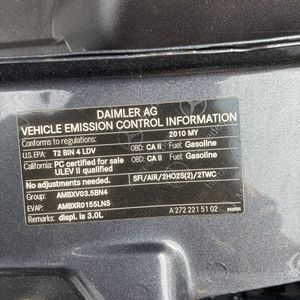 DAIMLER AG
VEHICLE EMISSION CONTROL INFORMATION
Conforms to regulations: 2010 MY
U.S. EPA: T2 BIN 4 LDV OBD: CA II Fuel: Gasoline
California: PC certified for sale ULEV II qualified OBD: CA II Fuel: Gasoline
No adjustments needed. SFI/AIR/2HO2S(2)/2TWC
Group: AMBXV03.5BN4
EVAP: AMBXR0155LNS A 272 221 51 02
Remarks: displ. is 3.0L